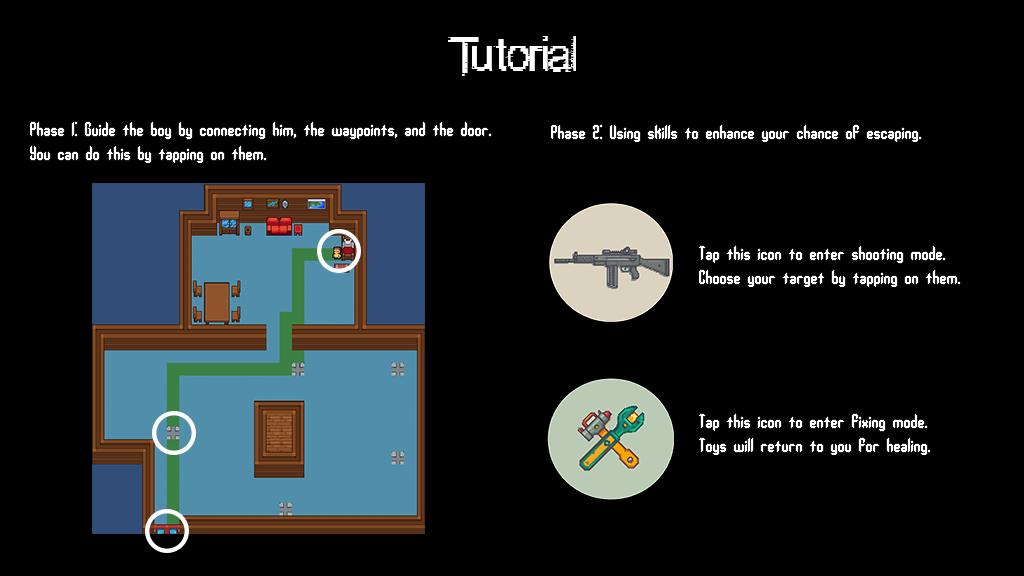 Tutorial
Phase 1: Guide the boy by connecting him, the waypoints, and the door.
You can do this by tapping on them.
Phase 2: Using skills to enhance your chance of escaping.
Tap this icon to enter shooting mode.
Choose your target by tapping on them.
Tap this icon to enter fixing mode.
Toys will return to you for healing.